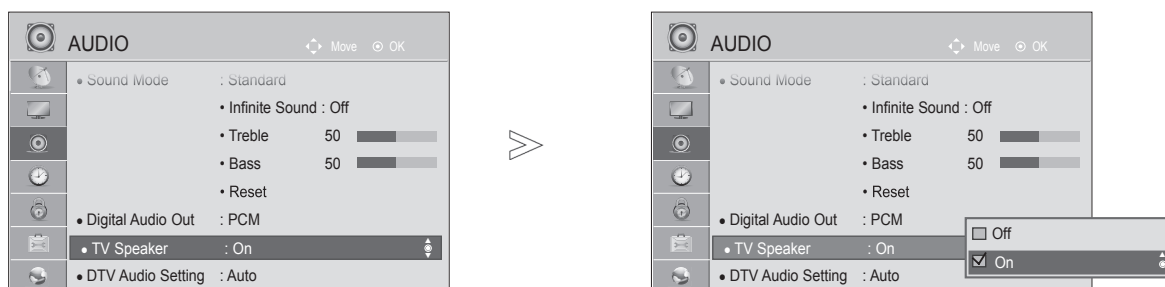 AUDIO
Move OK
• Sound Mode : Standard
• Infinite Sound : Off
• Treble 50
• Bass 50
• Reset
• Digital Audio Out : PCM
• TV Speaker : On
• DTV Audio Setting : Auto
AUDIO
Move OK
• Sound Mode : Standard
• Infinite Sound : Off
• Treble 50
• Bass 50
• Reset
• Digital Audio Out : PCM
• TV Speaker : On
• DTV Audio Setting : Auto
Off
On